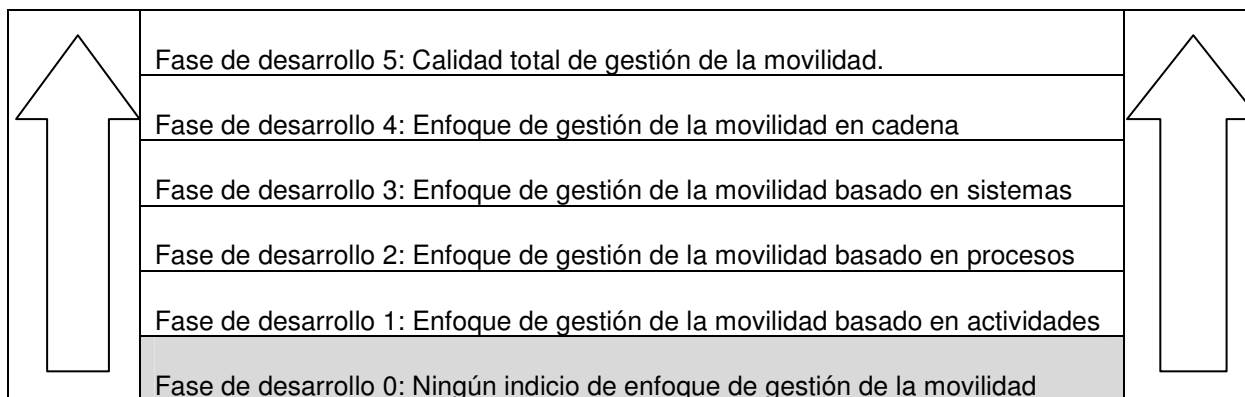 Fase de desarrollo 5: Calidad total de gestión de la movilidad.
Fase de desarrollo 4: Enfoque de gestión de la movilidad en cadena
Fase de desarrollo 3: Enfoque de gestión de la movilidad basado en sistemas
Fase de desarrollo 2: Enfoque de gestión de la movilidad basado en procesos
Fase de desarrollo 1: Enfoque de gestión de la movilidad basado en actividades
Fase de desarrollo 0: Ningún indicio de enfoque de gestión de la movilidad